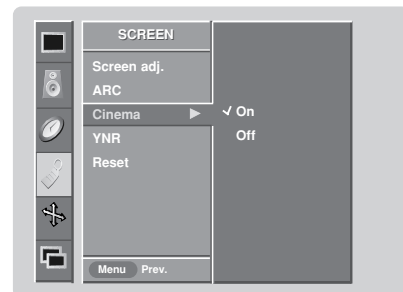 SCREEN
Screen adj.
ARC
Cinema ▶
✓ On
Off
YNR
Reset
Menu Prev.